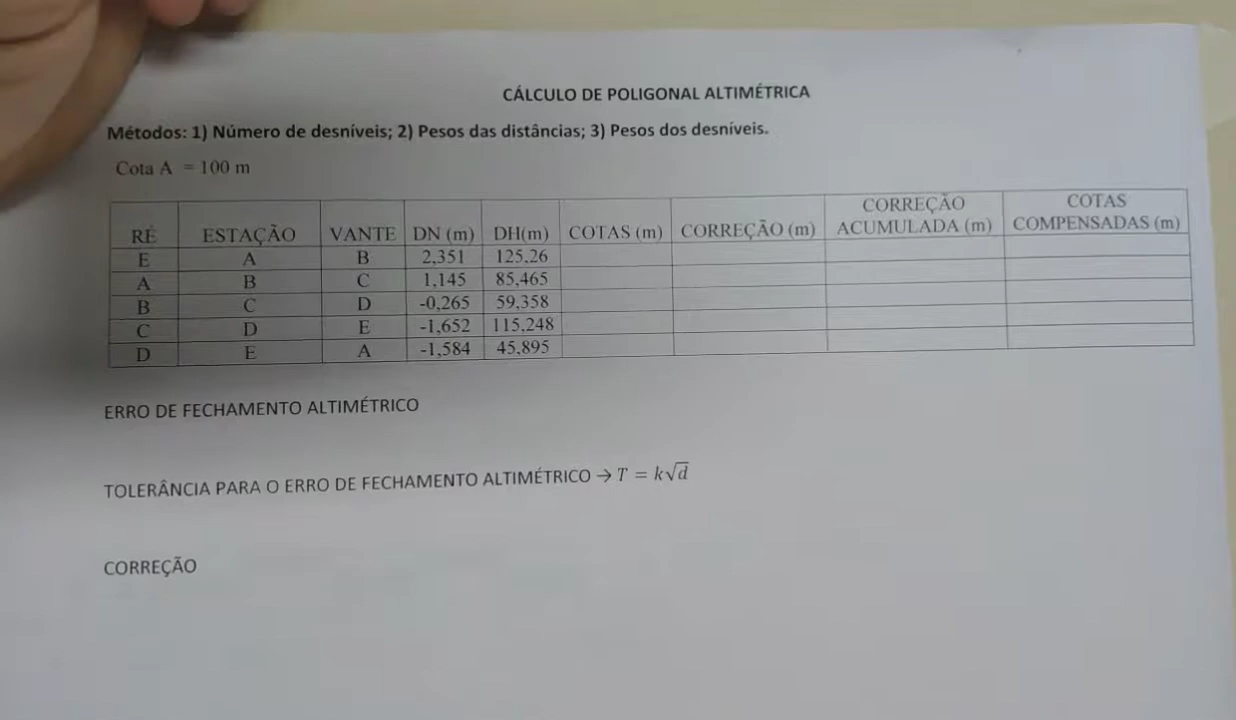 CÁLCULO DE POLIGONAL ALTIMÉTRICA
Métodos: 1) Número de desníveis; 2) Pesos das distâncias; 3) Pesos dos desníveis.
Cota A = 100 m
RÉ ESTAÇÃO VANTE DN (m) DH(m) COTAS (m) CORREÇÃO (m) CORREÇÃO ACUMULADA (m) COTAS COMPENSADAS (m)
E A B 2,351 125,26
A B C 1,145 85,465
B C D -0,265 59,358
C D E -1,652 115,248
D E A -1,584 45,895
ERRO DE FECHAMENTO ALTIMÉTRICO
TOLERÂNCIA PARA O ERRO DE FECHAMENTO ALTIMÉTRICO → T = k√d
CORREÇÃO